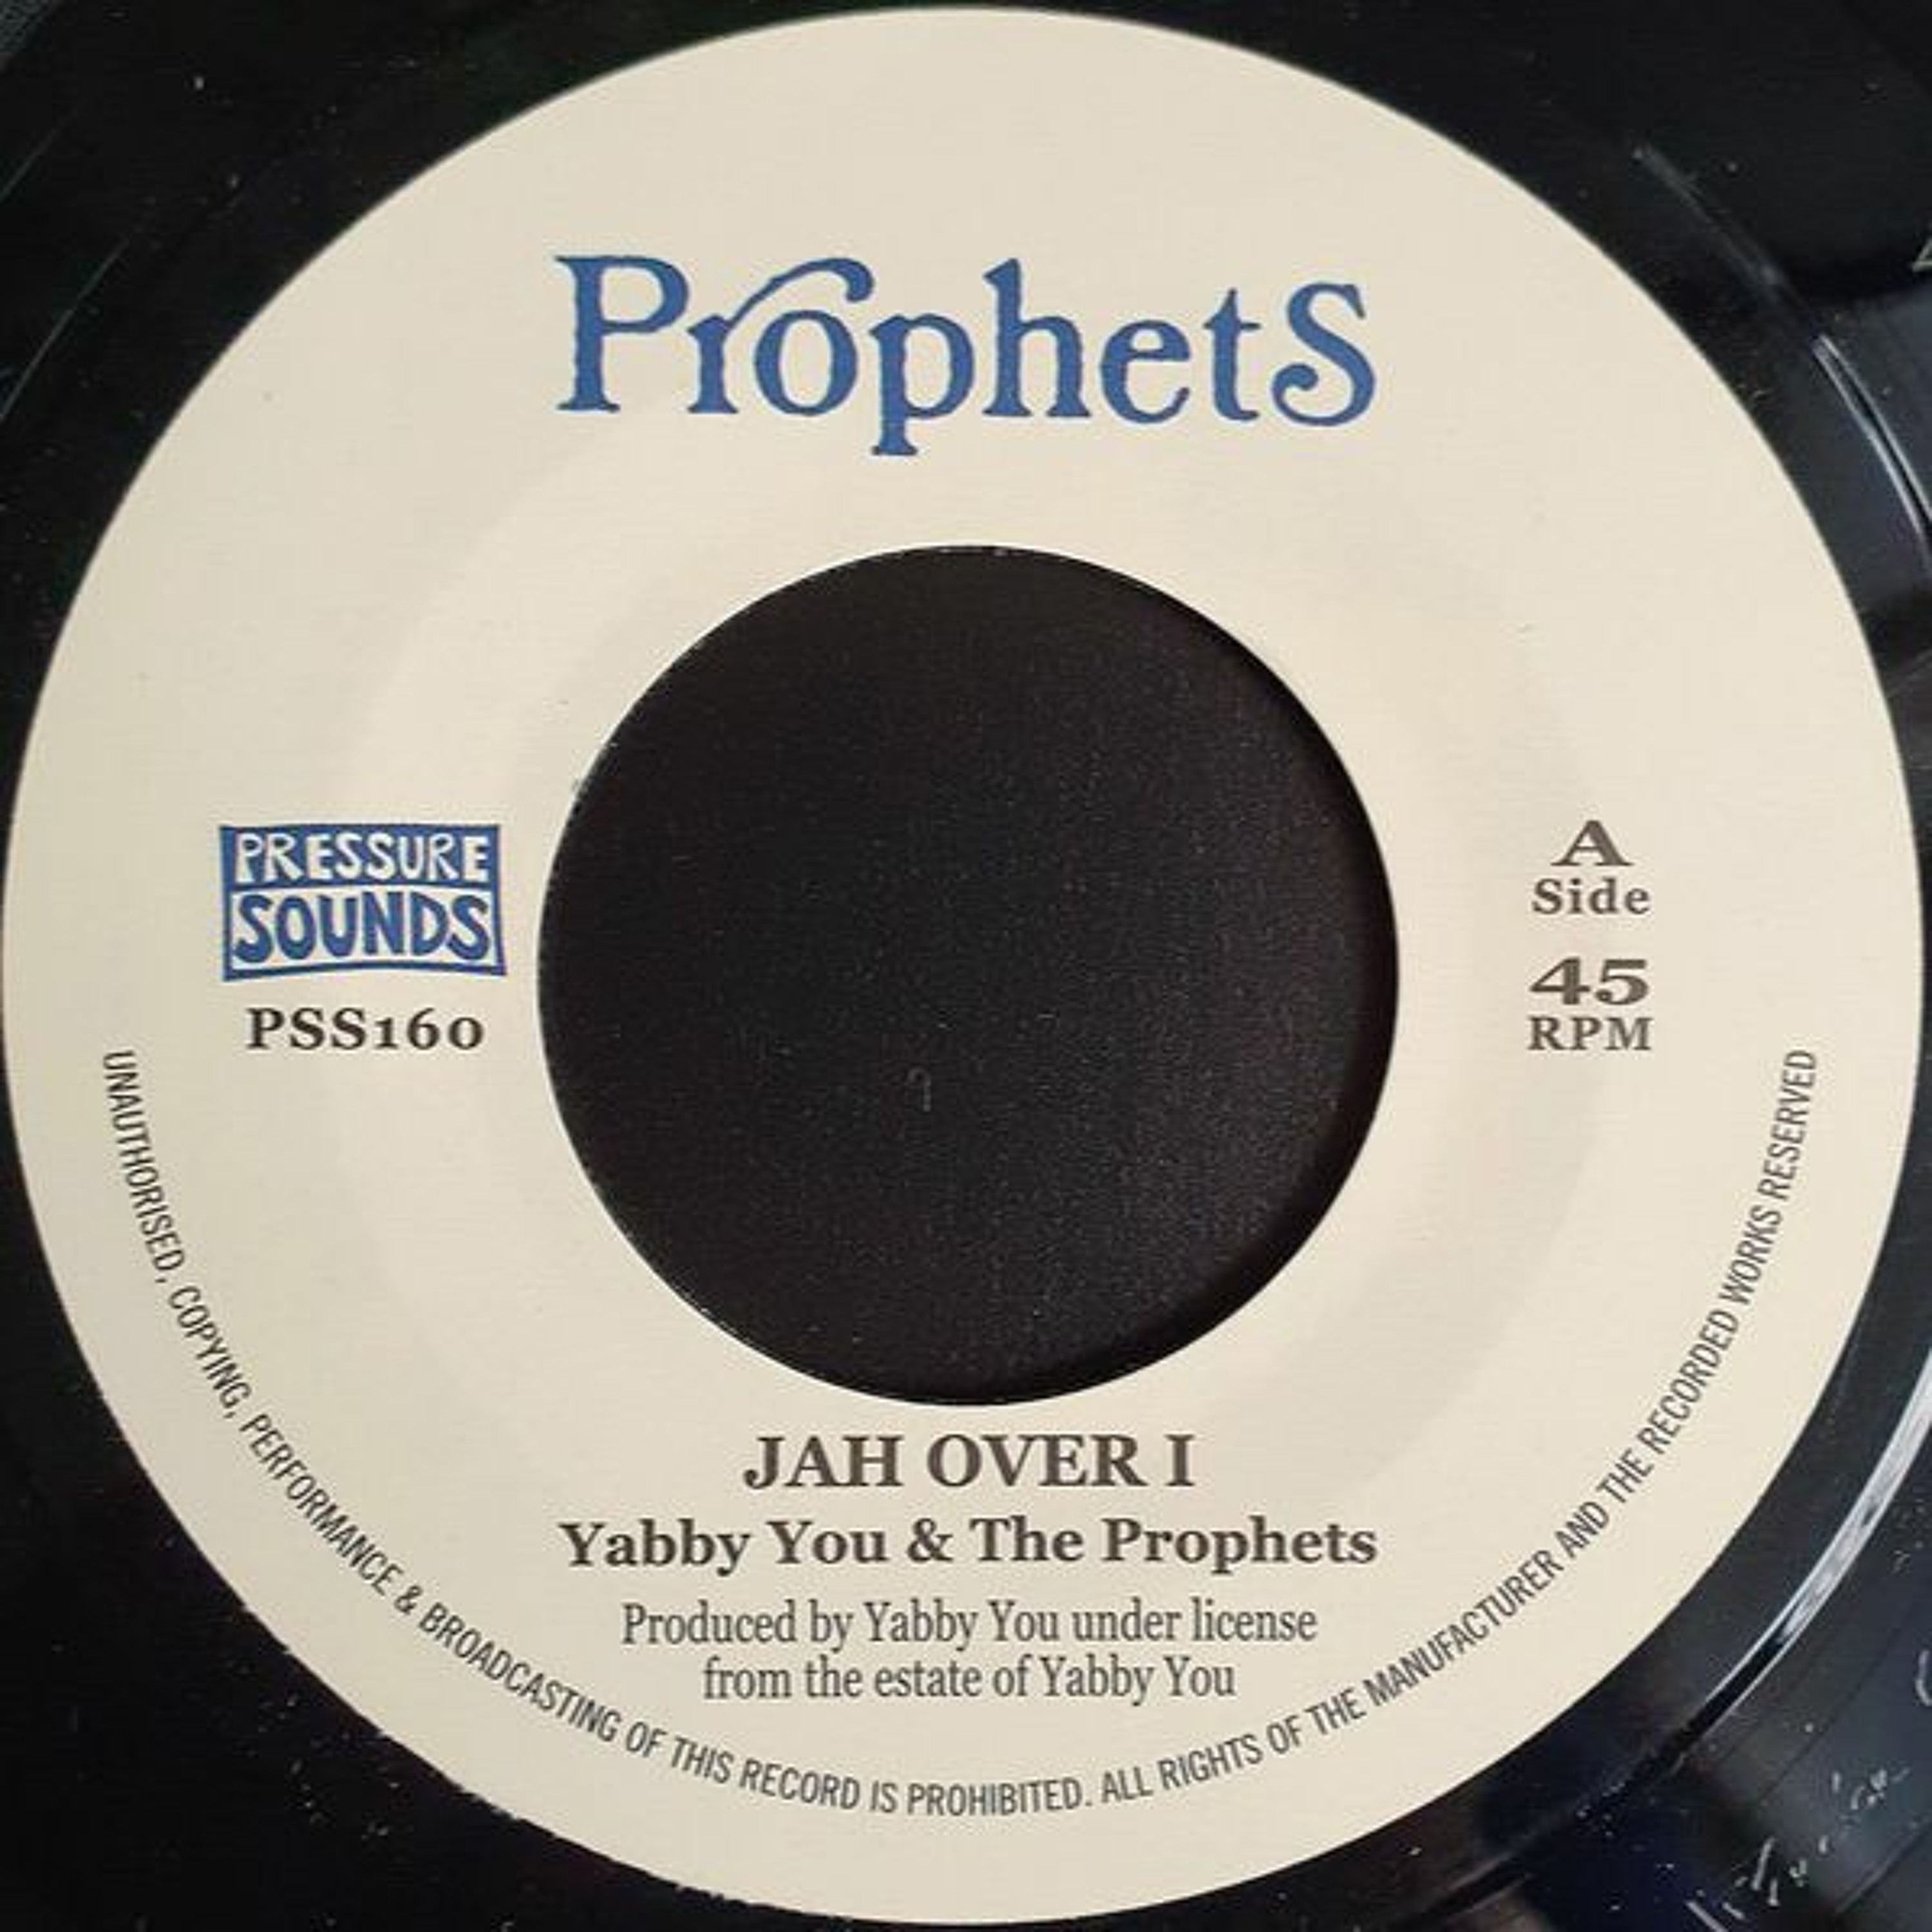 Prophets
PRESSURE
SOUNDS
PSS160
A
Side
45
RPM
JAH OVER I
Yabby You & The Prophets
Produced by Yabby You under license
from the estate of Yabby You
UNAUTHORISED, COPYING, PERFORMANCE & BROADCASTING OF THIS RECORD IS PROHIBITED. ALL RIGHTS OF THE MANUFACTURER AND THE RECORDED WORKS RESERVED